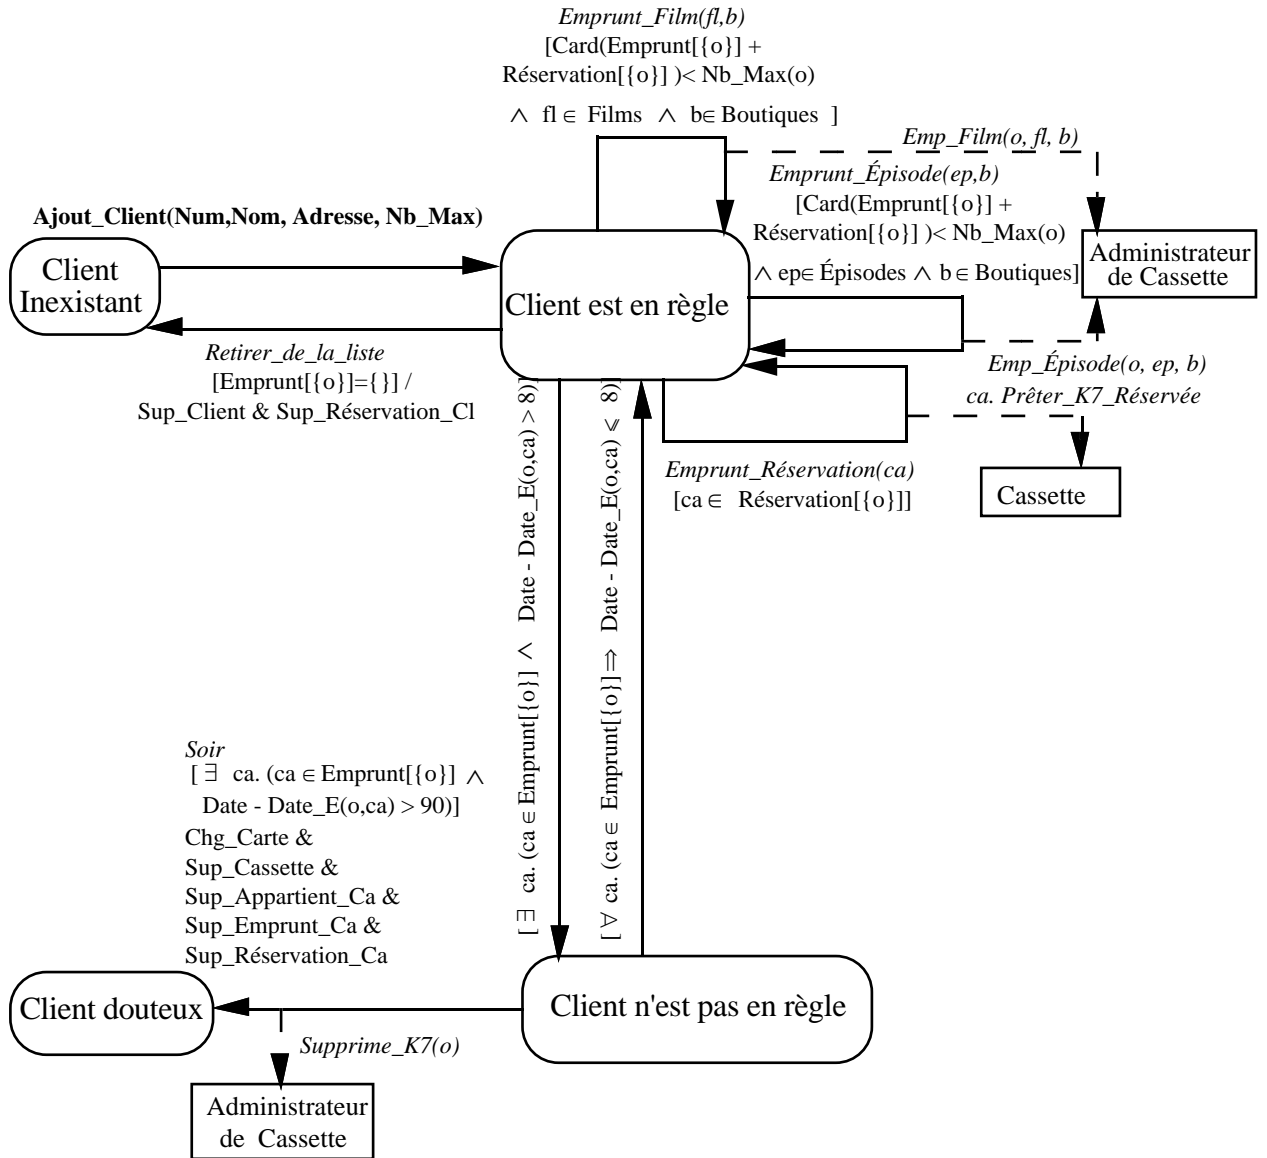 Emprunt_Film(fl,b)
[Card(Emprunt[{o}] +
Réservation[{o}] )< Nb_Max(o)
∧ fl ∈ Films ∧ b∈ Boutiques ]
Emp_Film(o, fl, b)
Emprunt_Épisode(ep,b)
[Card(Emprunt[{o}] +
Réservation[{o}] )< Nb_Max(o)
∧ ep∈ Épisodes ∧ b ∈ Boutiques]
Ajout_Client(Num,Nom, Adresse, Nb_Max)
Client
Inexistant
Client est en règle
Administrateur
de Cassette
Retirer_de_la_liste
[Emprunt[{o}]={}] /
Sup_Client & Sup_Réservation_Cl
Emp_Épisode(o, ep, b)
ca. Prêter_K7_Réservée
Emprunt_Réservation(ca)
[ca ∈ Réservation[{o}]]
Cassette
[ ∃ ca. (ca ∈ Emprunt[{o}] ∧ Date - Date_E(o,ca) > 8)]
[ ∀ ca. (ca ∈ Emprunt[{o}] ⇒ Date - Date_E(o,ca) ⩽ 8)]
Soir
[ ∃ ca. (ca ∈ Emprunt[{o}] ∧
Date - Date_E(o,ca) > 90)]
Chg_Carte &
Sup_Cassette &
Sup_Appartient_Ca &
Sup_Emprunt_Ca &
Sup_Réservation_Ca
Client douteux
Client n'est pas en règle
Supprime_K7(o)
Administrateur
de Cassette